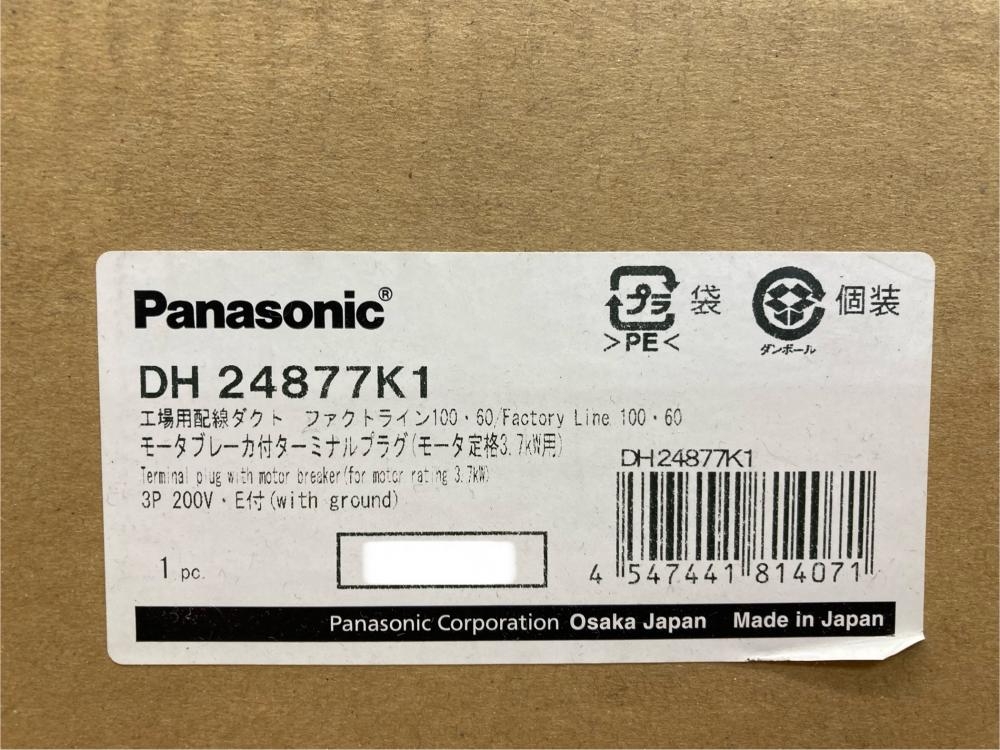 Panasonic®
プラ 袋
>PE<
個装
ダンボール
DH 24877K1
工場用配線ダクト ファクトライン100・60/Factory Line 100・60
モータブレーカ付ターミナルプラグ(モータ定格3.7kW用)
Terminal plug with motor breaker(for motor rating 3.7kW)
3P 200V・E付(with ground)
DH24877K1
1 pc.
4 547441 814071
Panasonic Corporation Osaka Japan Made in Japan